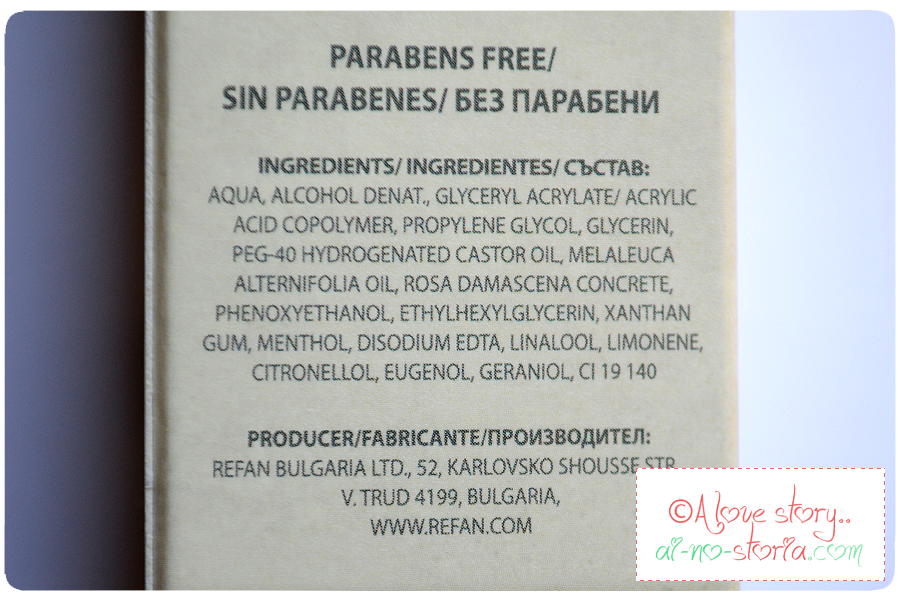 PARABENS FREE/
SIN PARABENES/ БЕЗ ПАРАБЕНИ
INGREDIENTS/ INGREDIENTES/ СЪСТАВ:
AQUA, ALCOHOL DENAT., GLYCERYL ACRYLATE/ ACRYLIC
ACID COPOLYMER, PROPYLENE GLYCOL, GLYCERIN,
PEG-40 HYDROGENATED CASTOR OIL, MELALEUCA
ALTERNIFOLIA OIL, ROSA DAMASCENA CONCRETE,
PHENOXYETHANOL, ETHYLHEXYLGLYCERIN, XANTHAN
GUM, MENTHOL, DISODIUM EDTA, LINALOOL, LIMONENE,
CITRONELLOL, EUGENOL, GERANIOL, CI 19 140
PRODUCER/FABRICANTE/ПРОИЗВОДИТЕЛ:
REFAN BULGARIA LTD., 52, KARLOVSKO SHOUSSE STR
V. TRUD 4199, BULGARIA,
WWW.REFAN.COM
©A love story..
ai-no-storia.com